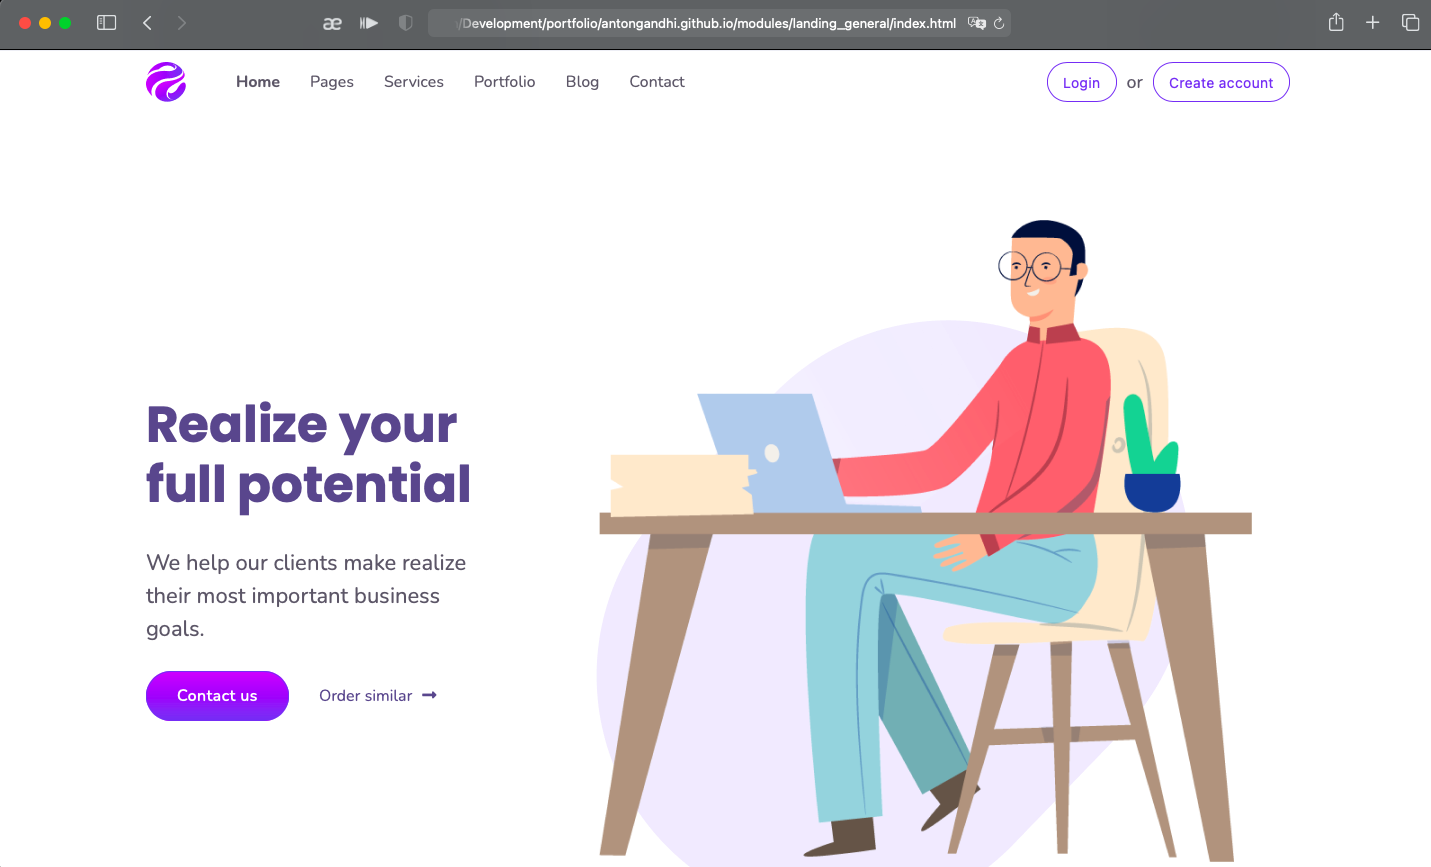 /Development/portfolio/antongandhi.github.io/modules/landing_general/index.html
Home Pages Services Portfolio Blog Contact
Login or Create account
Realize your
full potential
We help our clients make realize
their most important business
goals.
Contact us
Order similar